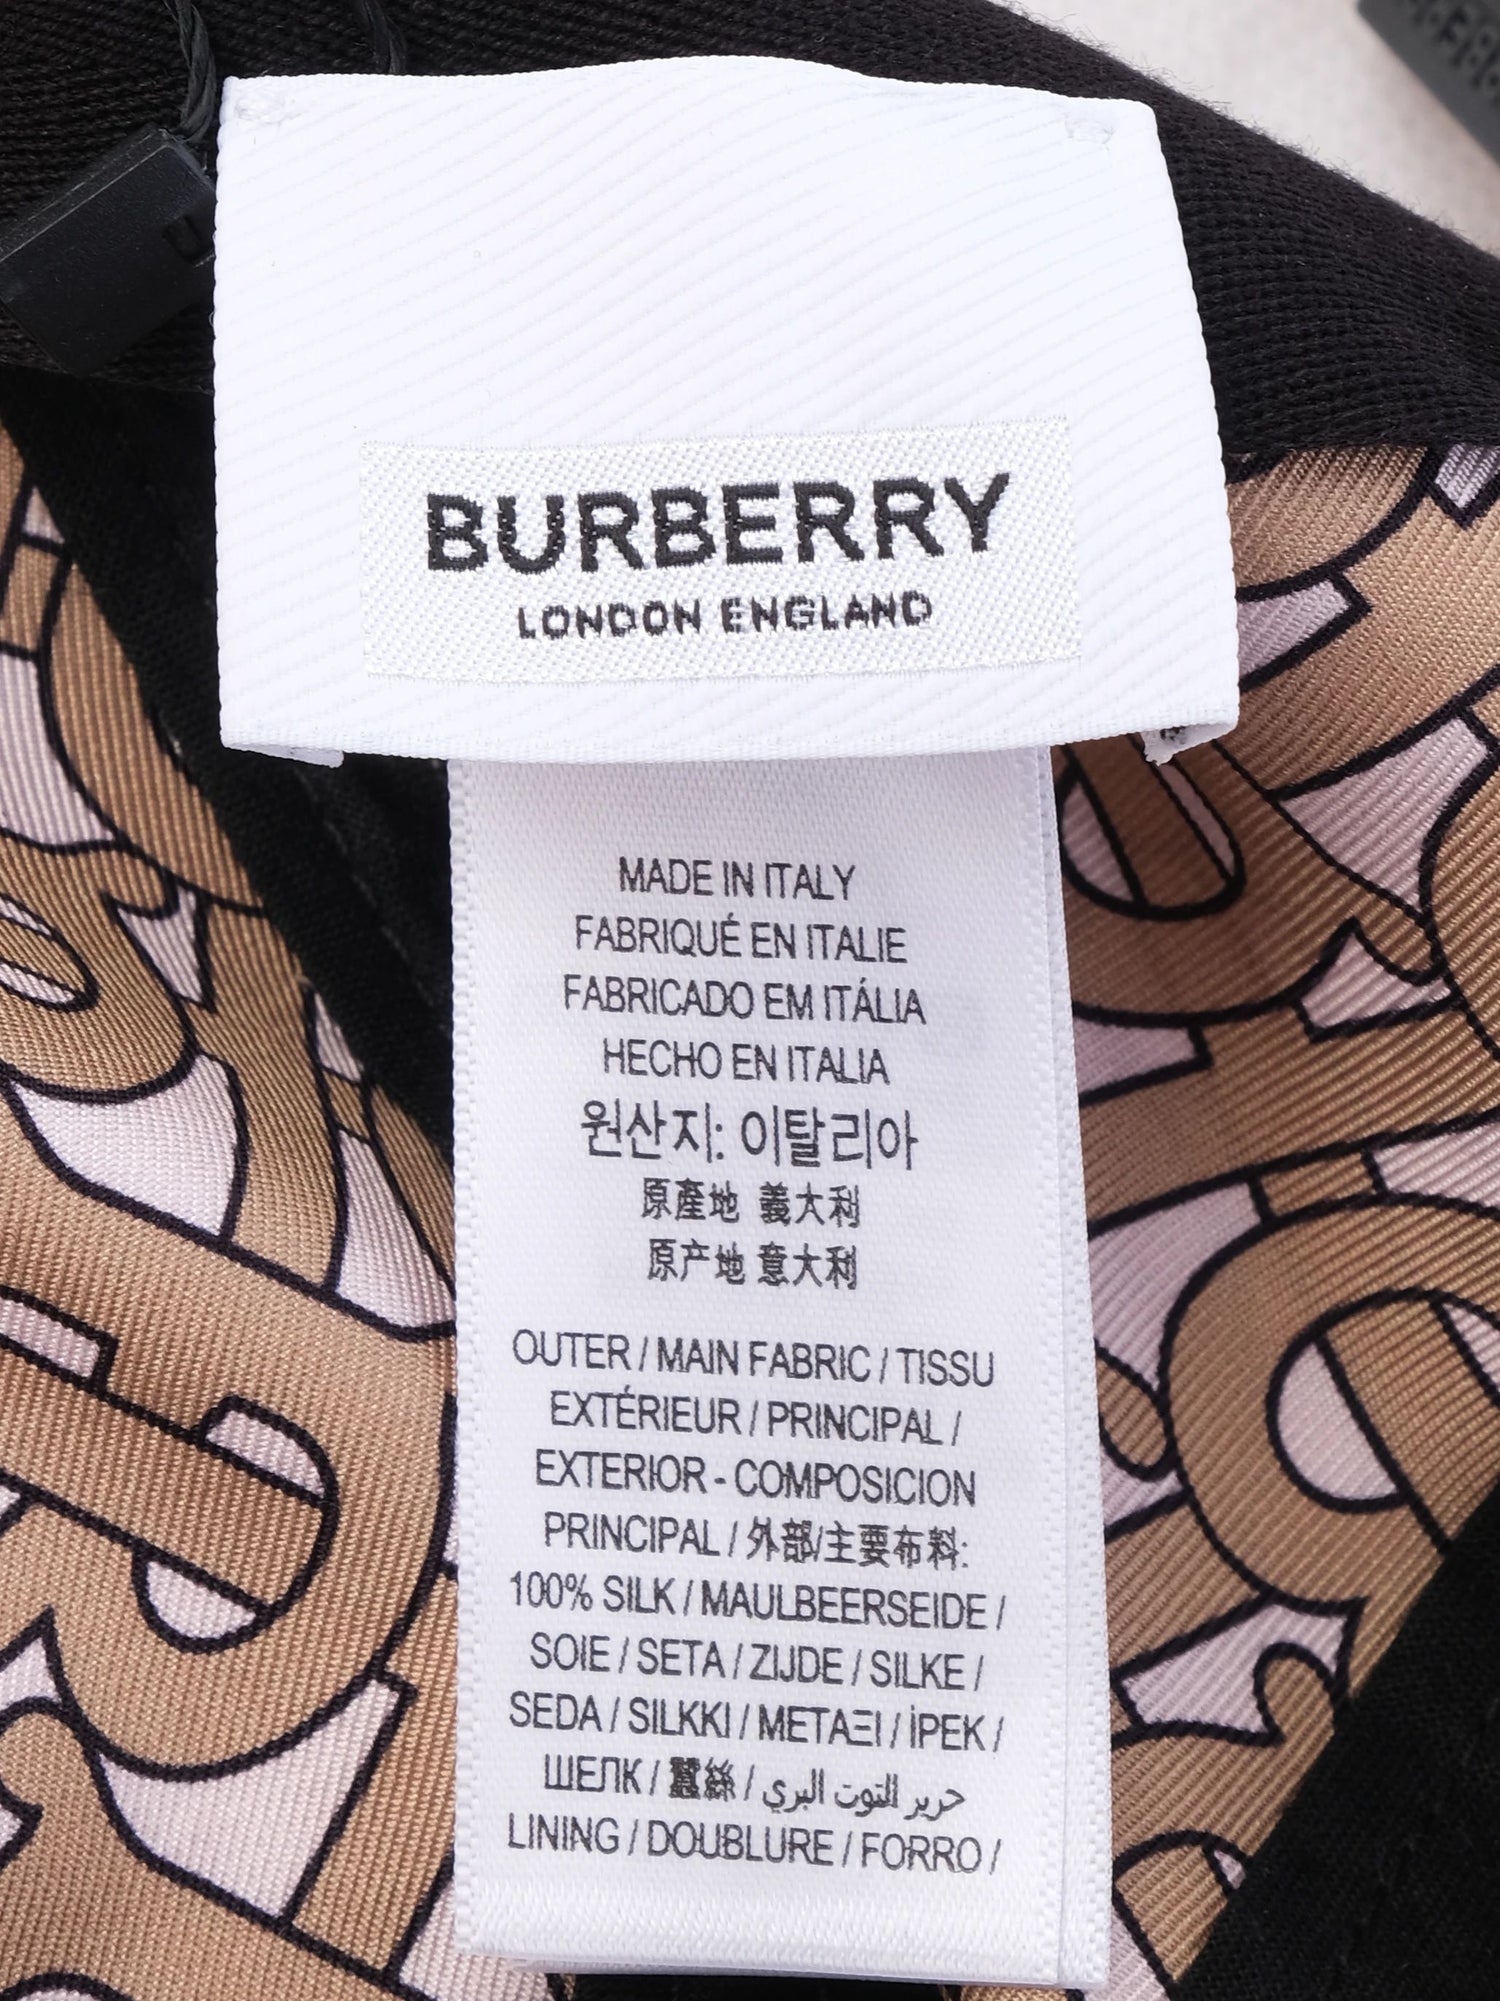 BURBERRY
LONDON ENGLAND
MADE IN ITALY
FABRIQUÉ EN ITALIE
FABRICADO EM ITÁLIA
HECHO EN ITALIA
원산지: 이탈리아
原產地 義大利
原产地 意大利
OUTER / MAIN FABRIC / TISSU
EXTÉRIEUR / PRINCIPAL /
EXTERIOR - COMPOSICION
PRINCIPAL / 外部/主要布料:
100% SILK / MAULBEERSEIDE /
SOIE / SETA / ZIJDE / SILKE /
SEDA / SILKKI / ΜΕΤΑΞΙ / İPEK /
ШЕЛК / 蠶絲 / حرير التوت البري
LINING / DOUBLURE / FORRO /